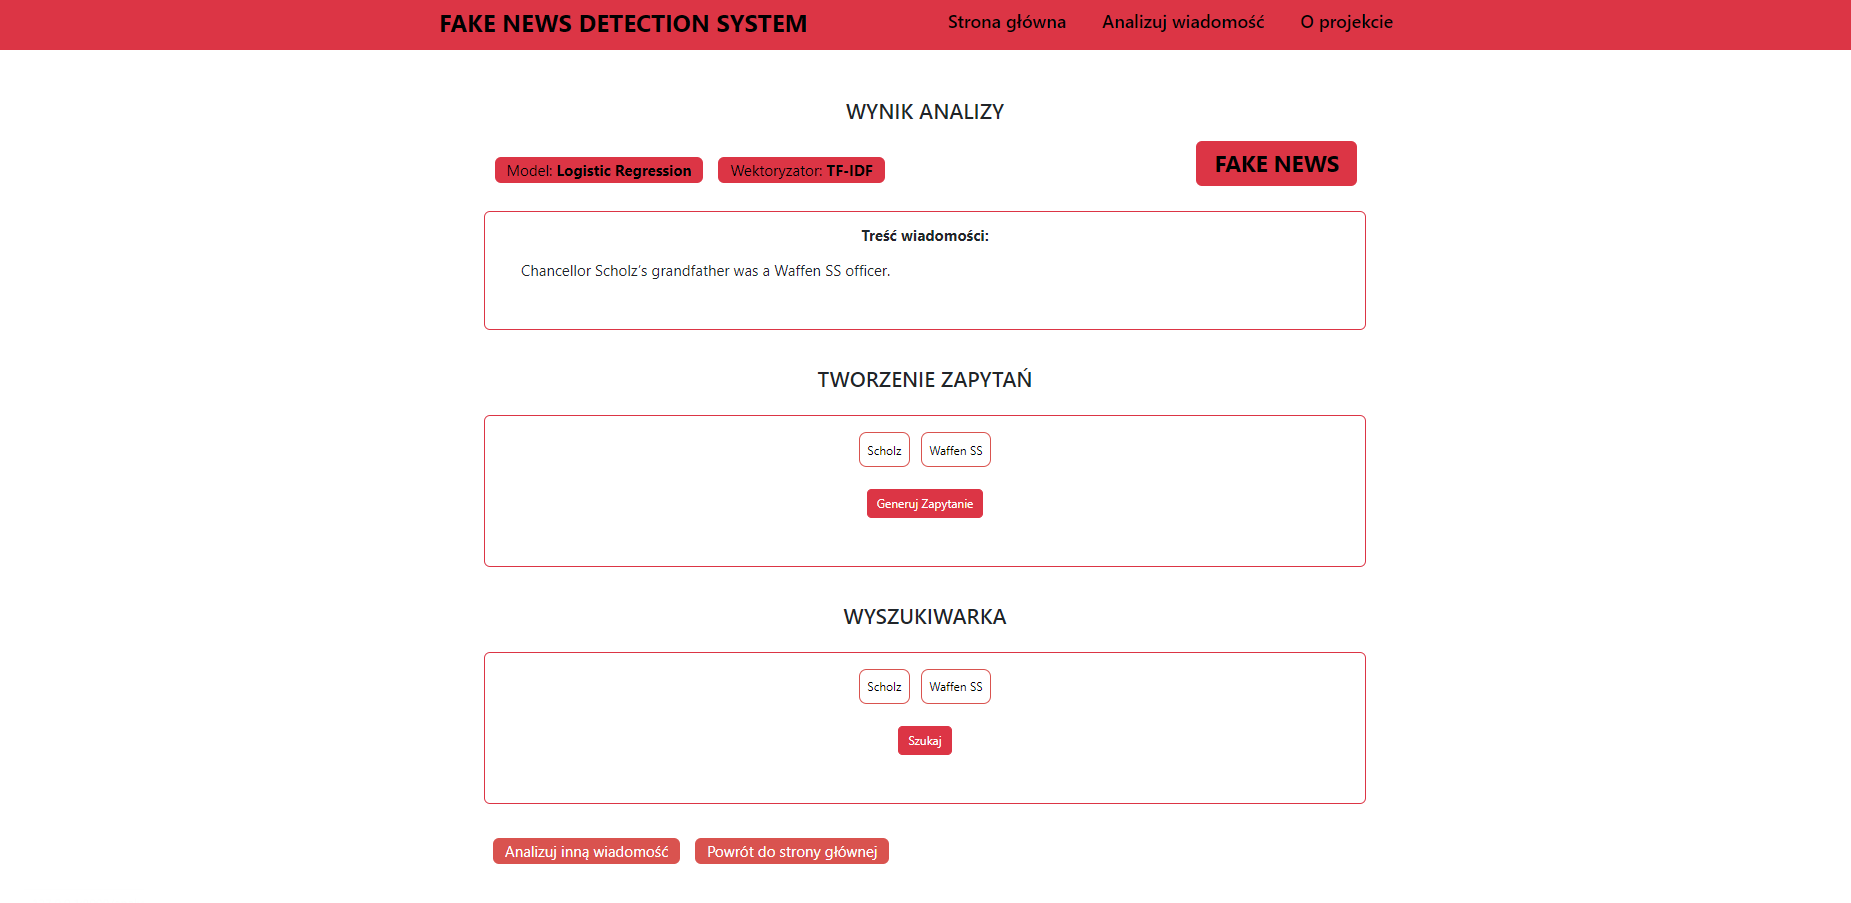 FAKE NEWS DETECTION SYSTEM Strona główna Analizuj wiadomość O projekcie
WYNIK ANALIZY
Model: Logistic Regression Wektoryzator: TF-IDF FAKE NEWS
Treść wiadomości:
Chancellor Scholz’s grandfather was a Waffen SS officer.
TWORZENIE ZAPYTAŃ
Scholz Waffen SS
Generuj Zapytanie
WYSZUKIWARKA
Scholz Waffen SS
Szukaj
Analizuj inną wiadomość Powrót do strony głównej